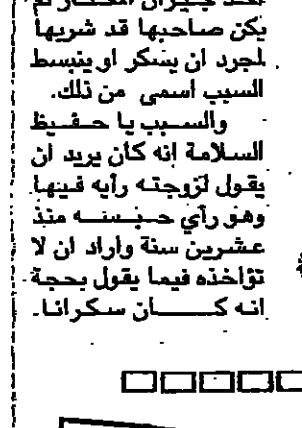 يكن صاحبها قد شربها
لمجرد ان يسكر او ينبسط
السبب اسمى من ذلك.
والسبب يا حفيظ
السلامة إنه كان يريد ان
يقول لزوجته رأيه فيها
وهو رأي حبسه منذ
عشرين سنة واراد ان لا
تؤاخذه فيما يقول بحجة
انه كان سكرانا.